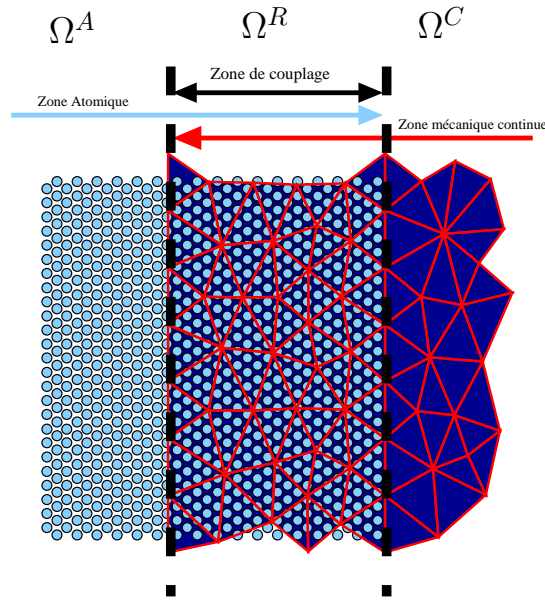 Ω^A Ω^R Ω^C
Zone de couplage
Zone Atomique
Zone mécanique continue